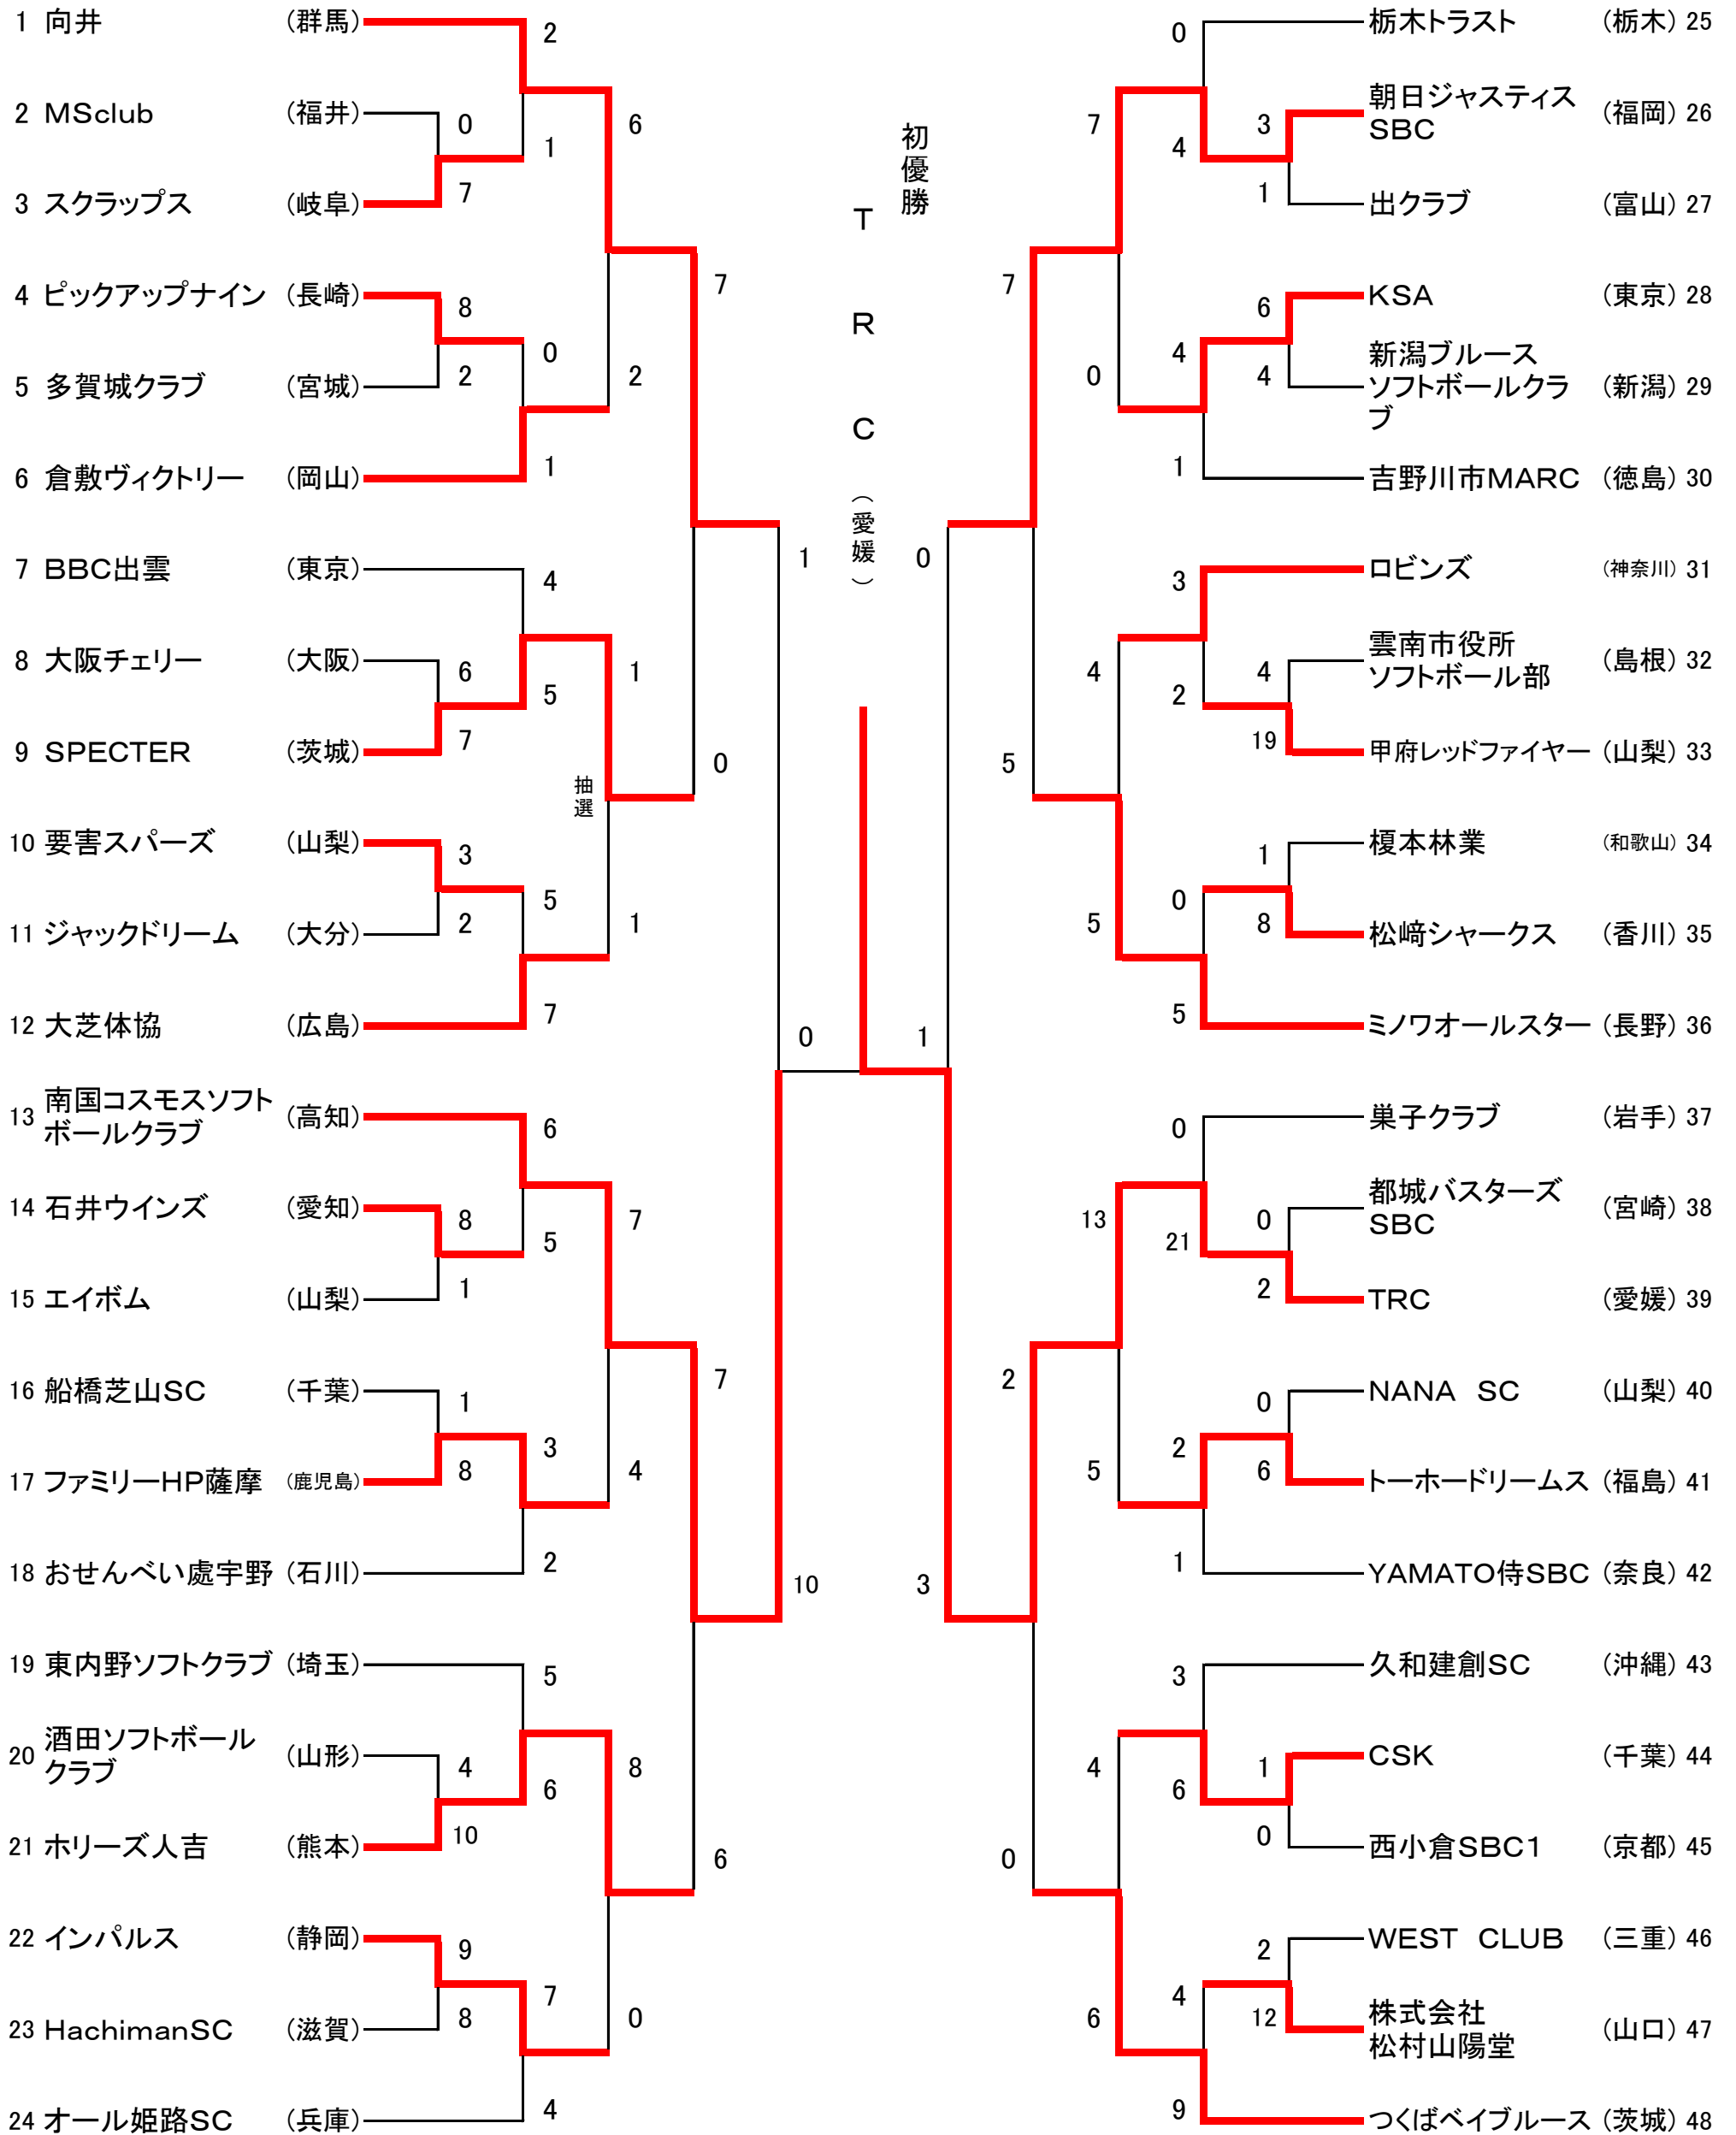 1 向井 (群馬)
2 MSclub (福井)
3 スクラップス (岐阜)
4 ピックアップナイン (長崎)
5 多賀城クラブ (宮城)
6 倉敷ヴィクトリー (岡山)
7 BBC出雲 (東京)
8 大阪チェリー (大阪)
9 SPECTER (茨城)
10 要害スパーズ (山梨)
11 ジャックドリーム (大分)
12 大芝体協 (広島)
13 南国コスモスソフト
ボールクラブ (高知)
14 石井ウインズ (愛知)
15 エイボム (山梨)
16 船橋芝山SC (千葉)
17 ファミリーHP薩摩 (鹿児島)
18 おせんべい處宇野 (石川)
19 東内野ソフトクラブ (埼玉)
20 酒田ソフトボール
クラブ (山形)
21 ホリーズ人吉 (熊本)
22 インパルス (静岡)
23 HachimanSC (滋賀)
24 オール姫路SC (兵庫)
0
7
8
2
6
7
3
2
8
1
1
8
4
10
9
8
2
1
0
1
4
5
5
7
6
5
3
2
5
6
7
4
6
2
1
抽選
1
7
4
8
0
7
0
7
6
1
10
0
初優勝
TRC(愛媛)
1
0
3
7
5
2
0
7
0
4
5
13
5
4
6
0
4
4
1
3
2
0
5
0
21
2
1
3
6
4
9
3
1
6
4
4
19
1
8
0
2
0
6
1
0
2
12
栃木トラスト (栃木) 25
朝日ジャスティス
SBC (福岡) 26
出クラブ (富山) 27
KSA (東京) 28
新潟ブルース
ソフトボールクラ
ブ (新潟) 29
吉野川市MARC (徳島) 30
ロビンズ (神奈川) 31
雲南市役所
ソフトボール部 (島根) 32
甲府レッドファイヤー (山梨) 33
榎本林業 (和歌山) 34
松﨑シャークス (香川) 35
ミノワオールスター (長野) 36
巣子クラブ (岩手) 37
都城バスターズ
SBC (宮崎) 38
TRC (愛媛) 39
NANA SC (山梨) 40
トーホードリームス (福島) 41
YAMATO侍SBC (奈良) 42
久和建創SC (沖縄) 43
CSK (千葉) 44
西小倉SBC1 (京都) 45
WEST CLUB (三重) 46
株式会社
松村山陽堂 (山口) 47
つくばベイブルース (茨城) 48